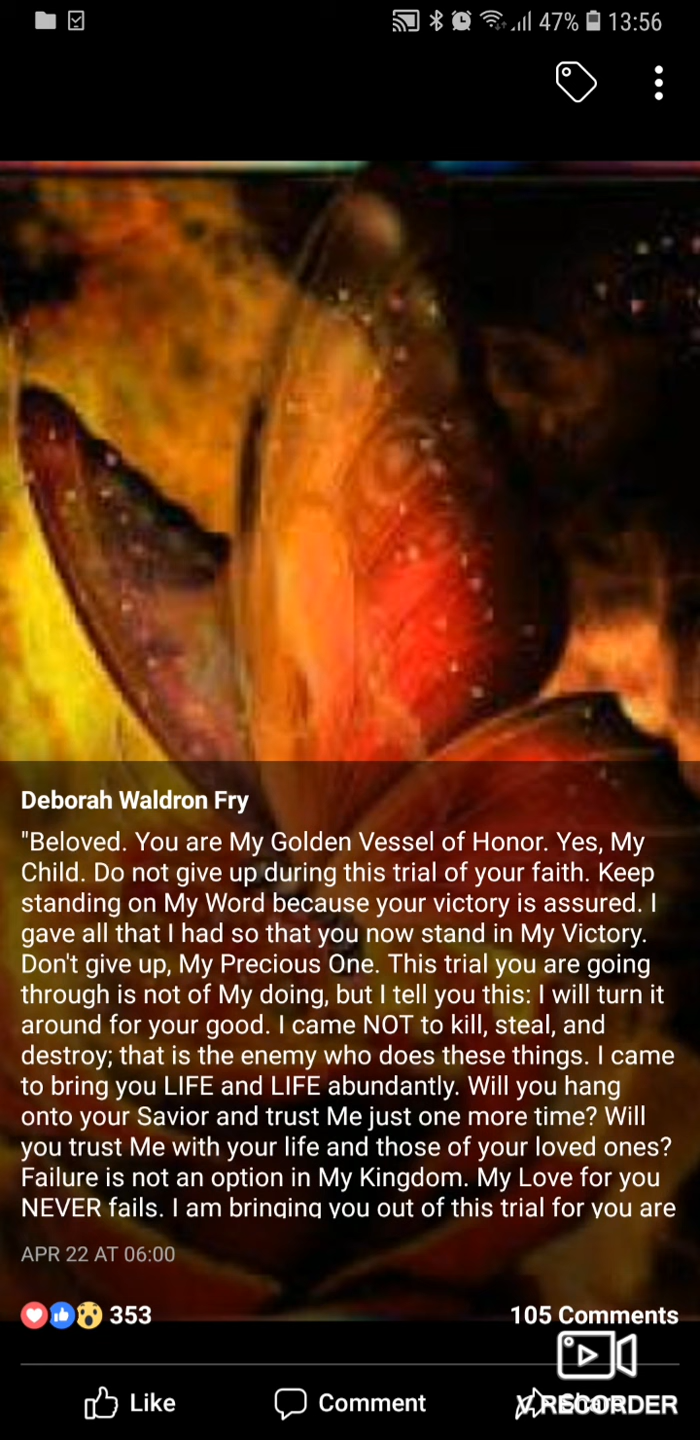 47% 13:56
Deborah Waldron Fry
"Beloved. You are My Golden Vessel of Honor. Yes, My
Child. Do not give up during this trial of your faith. Keep
standing on My Word because your victory is assured. I
gave all that I had so that you now stand in My Victory.
Don't give up, My Precious One. This trial you are going
through is not of My doing, but I tell you this: I will turn it
around for your good. I came NOT to kill, steal, and
destroy; that is the enemy who does these things. I came
to bring you LIFE and LIFE abundantly. Will you hang
onto your Savior and trust Me just one more time? Will
you trust Me with your life and those of your loved ones?
Failure is not an option in My Kingdom. My Love for you
NEVER fails. I am bringing you out of this trial for you are
APR 22 AT 06:00
353 105 Comments
Like Comment Share
V RECORDER